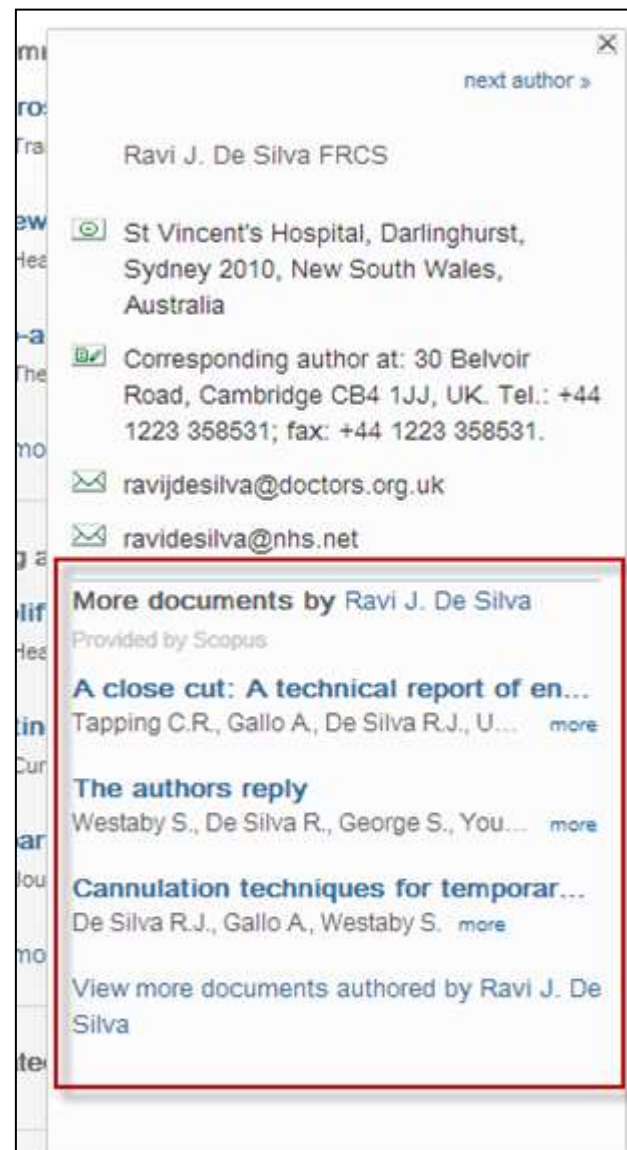 next author »
Ravi J. De Silva FRCS
St Vincent's Hospital, Darlinghurst,
Sydney 2010, New South Wales,
Australia
Corresponding author at: 30 Belvoir
Road, Cambridge CB4 1JJ, UK. Tel.: +44
1223 358531; fax: +44 1223 358531.
ravijdesilva@doctors.org.uk
ravidesilva@nhs.net
More documents by Ravi J. De Silva
Provided by Scopus
A close cut: A technical report of en...
Tapping C.R., Gallo A., De Silva R.J., U... more
The authors reply
Westaby S., De Silva R., George S., You... more
Cannulation techniques for temporar...
De Silva R.J., Gallo A., Westaby S. more
View more documents authored by Ravi J. De
Silva